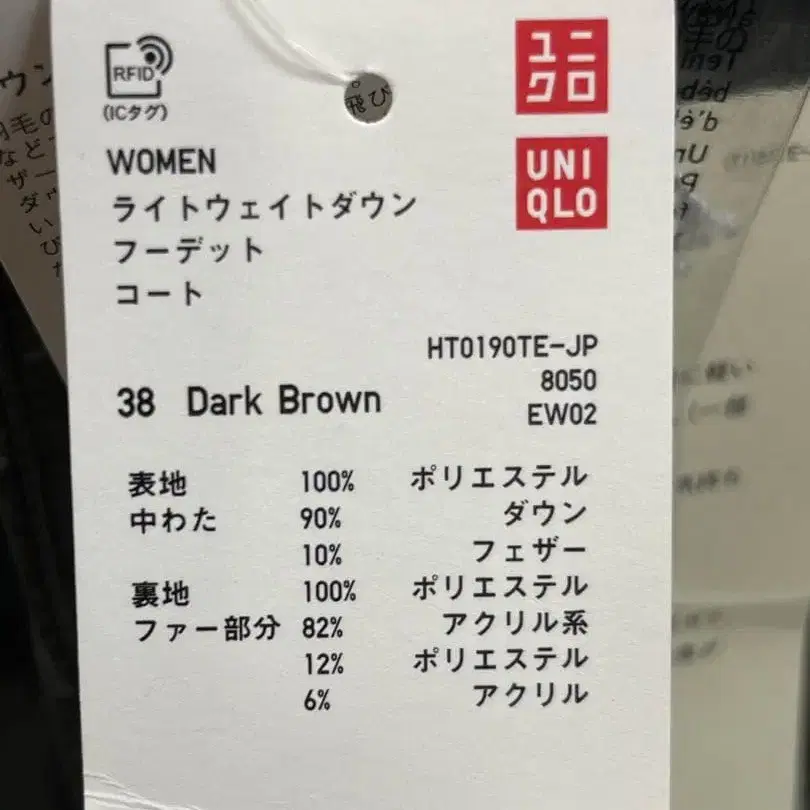 RFID
(ICタグ)
飛び
ユニ
クロ
UNI
QLO
WOMEN
ライトウェイトダウン
フーデット
コート
HT0190TE-JP
8050
EW02
38 Dark Brown
表地 100% ポリエステル
中わた 90% ダウン
10% フェザー
裏地 100% ポリエステル
ファー部分 82% アクリル系
12% ポリエステル
6% アクリル